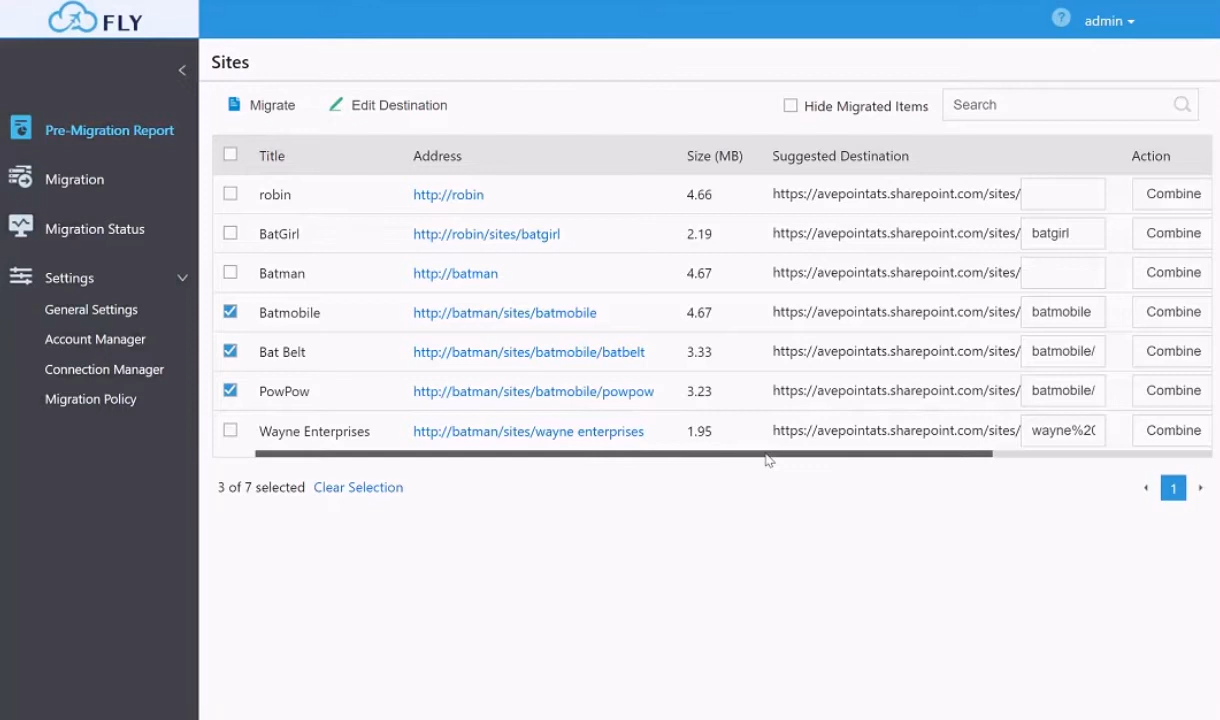 FLY
? admin
Sites
Migrate Edit Destination Hide Migrated Items Search
Pre-Migration Report
Migration
Migration Status
Settings
General Settings
Account Manager
Connection Manager
Migration Policy
Title Address Size (MB) Suggested Destination Action
robin http://robin 4.66 https://avepointats.sharepoint.com/sites/ Combine
BatGirl http://robin/sites/batgirl 2.19 https://avepointats.sharepoint.com/sites/ batgirl Combine
Batman http://batman 4.67 https://avepointats.sharepoint.com/sites/ Combine
Batmobile http://batman/sites/batmobile 4.67 https://avepointats.sharepoint.com/sites/ batmobile Combine
Bat Belt http://batman/sites/batmobile/batbelt 3.33 https://avepointats.sharepoint.com/sites/ batmobile/ Combine
PowPow http://batman/sites/batmobile/powpow 3.23 https://avepointats.sharepoint.com/sites/ batmobile/ Combine
Wayne Enterprises http://batman/sites/wayne enterprises 1.95 https://avepointats.sharepoint.com/sites/ wayne%20 Combine
3 of 7 selected Clear Selection 1